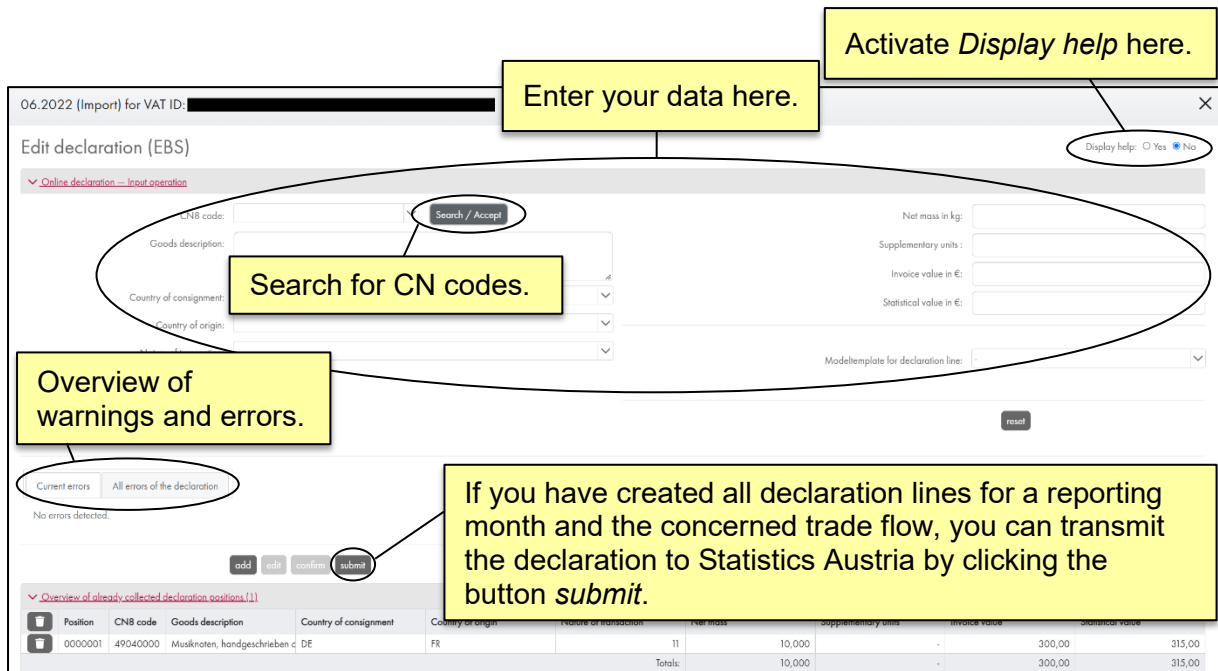 Activate Display help here.
Enter your data here.
06.2022 (Import) for VAT ID:
Edit declaration (EBS)
Display help: Yes No
Online declaration — Input operation
CN8 code:
Search / Accept
Net mass in kg:
Goods description:
Supplementary units :
Search for CN codes.
Invoice value in €:
Country of consignment:
Statistical value in €:
Country of origin:
Modeltemplate for declaration line: -
Overview of
warnings and errors.
reset
Current errors
All errors of the declaration
No errors detected.
If you have created all declaration lines for a reporting
month and the concerned trade flow, you can transmit
the declaration to Statistics Austria by clicking the
button submit.
add edit confirm submit
Overview of already collected declaration positions (1)
Position CN8 code Goods description Country of consignment Country of origin Nature of transaction Net mass Supplementary units Invoice value Statistical value
0000001 49040000 Musiknoten, handgeschrieben o DE FR 11 10,000 - 300,00 315,00
Totals: 10,000 - 300,00 315,00